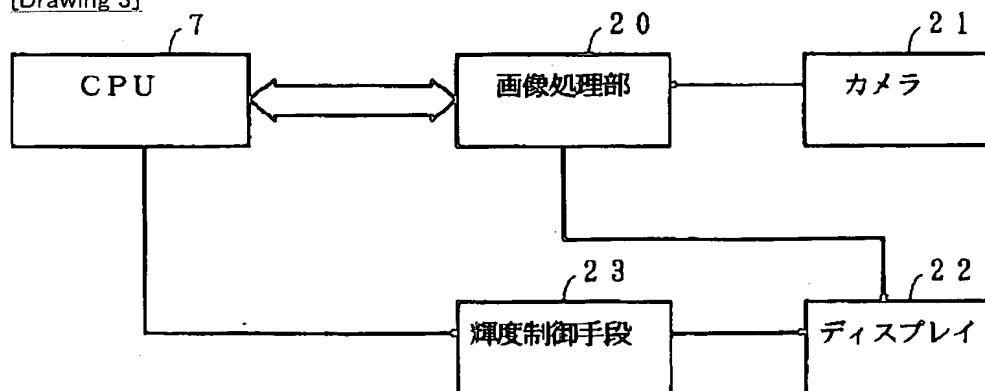 [Drawing 3]
7
20
21
CPU
画像処理部
カメラ
23
22
輝度制御手段
ディスプレイ